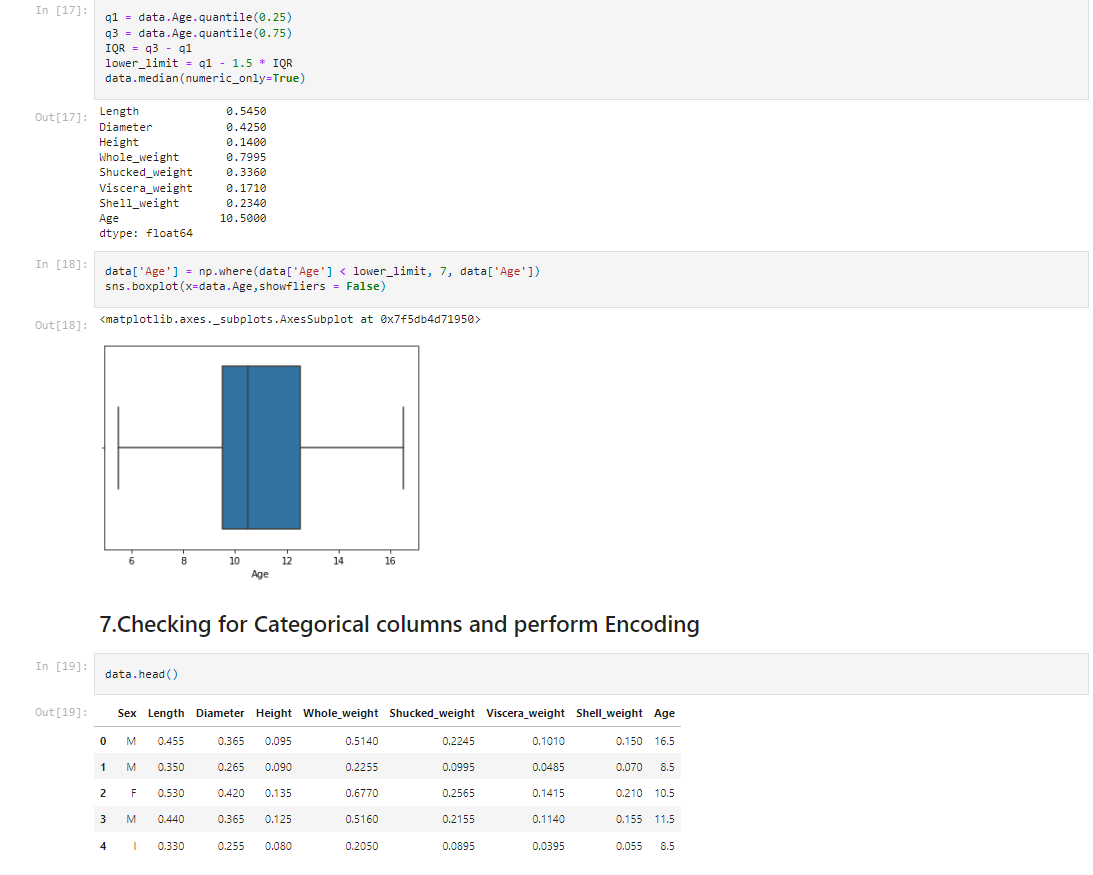 In [17]:
q1 = data.Age.quantile(0.25)
q3 = data.Age.quantile(0.75)
IQR = q3 - q1
lower_limit = q1 - 1.5 * IQR
data.median(numeric_only=True)
Out[17]:
Length 0.5450
Diameter 0.4250
Height 0.1400
Whole_weight 0.7995
Shucked_weight 0.3360
Viscera_weight 0.1710
Shell_weight 0.2340
Age 10.5000
dtype: float64
In [18]:
data['Age'] = np.where(data['Age'] < lower_limit, 7, data['Age'])
sns.boxplot(x=data.Age,showfliers = False)
Out[18]:
<matplotlib.axes._subplots.AxesSubplot at 0x7f5db4d71950>
6 8 10 12 14 16
Age
7.Checking for Categorical columns and perform Encoding
In [19]:
data.head()
Out[19]:
Sex Length Diameter Height Whole_weight Shucked_weight Viscera_weight Shell_weight Age
0 M 0.455 0.365 0.095 0.5140 0.2245 0.1010 0.150 16.5
1 M 0.350 0.265 0.090 0.2255 0.0995 0.0485 0.070 8.5
2 F 0.530 0.420 0.135 0.6770 0.2565 0.1415 0.210 10.5
3 M 0.440 0.365 0.125 0.5160 0.2155 0.1140 0.155 11.5
4 I 0.330 0.255 0.080 0.2050 0.0895 0.0395 0.055 8.5